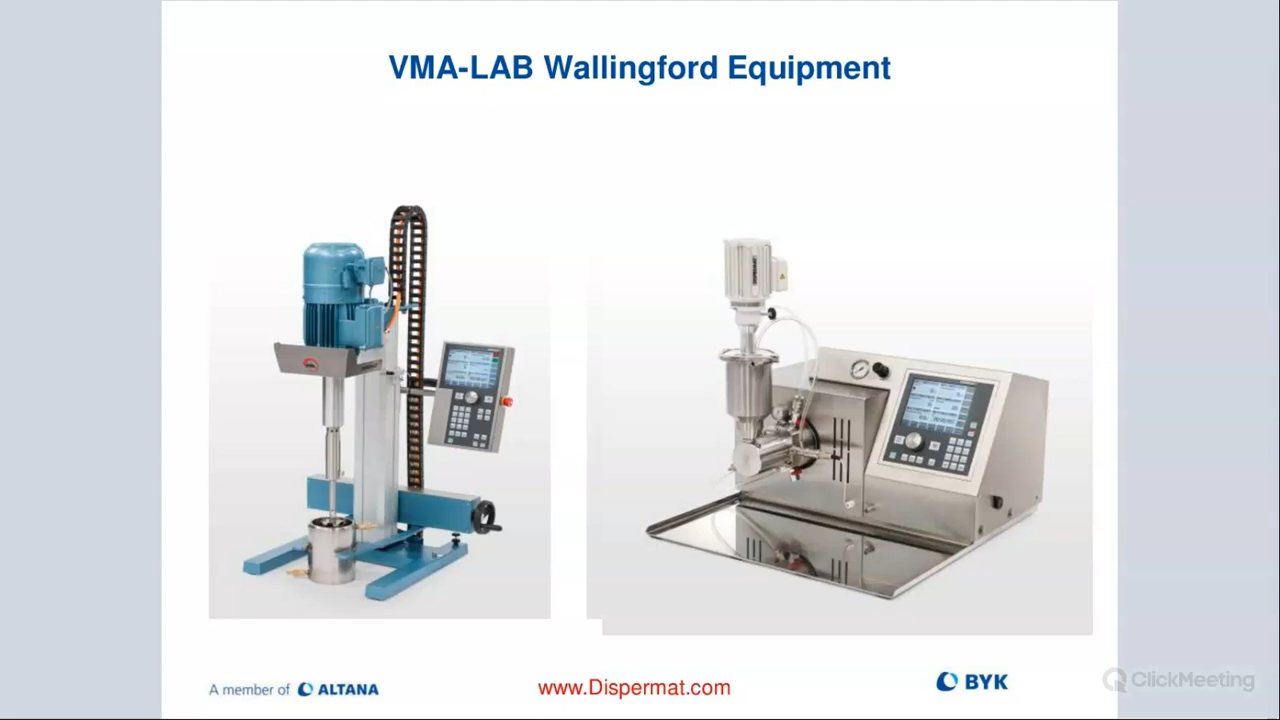 VMA-LAB Wallingford Equipment
A member of ALTANA
www.Dispermat.com
BYK
ClickMeeting